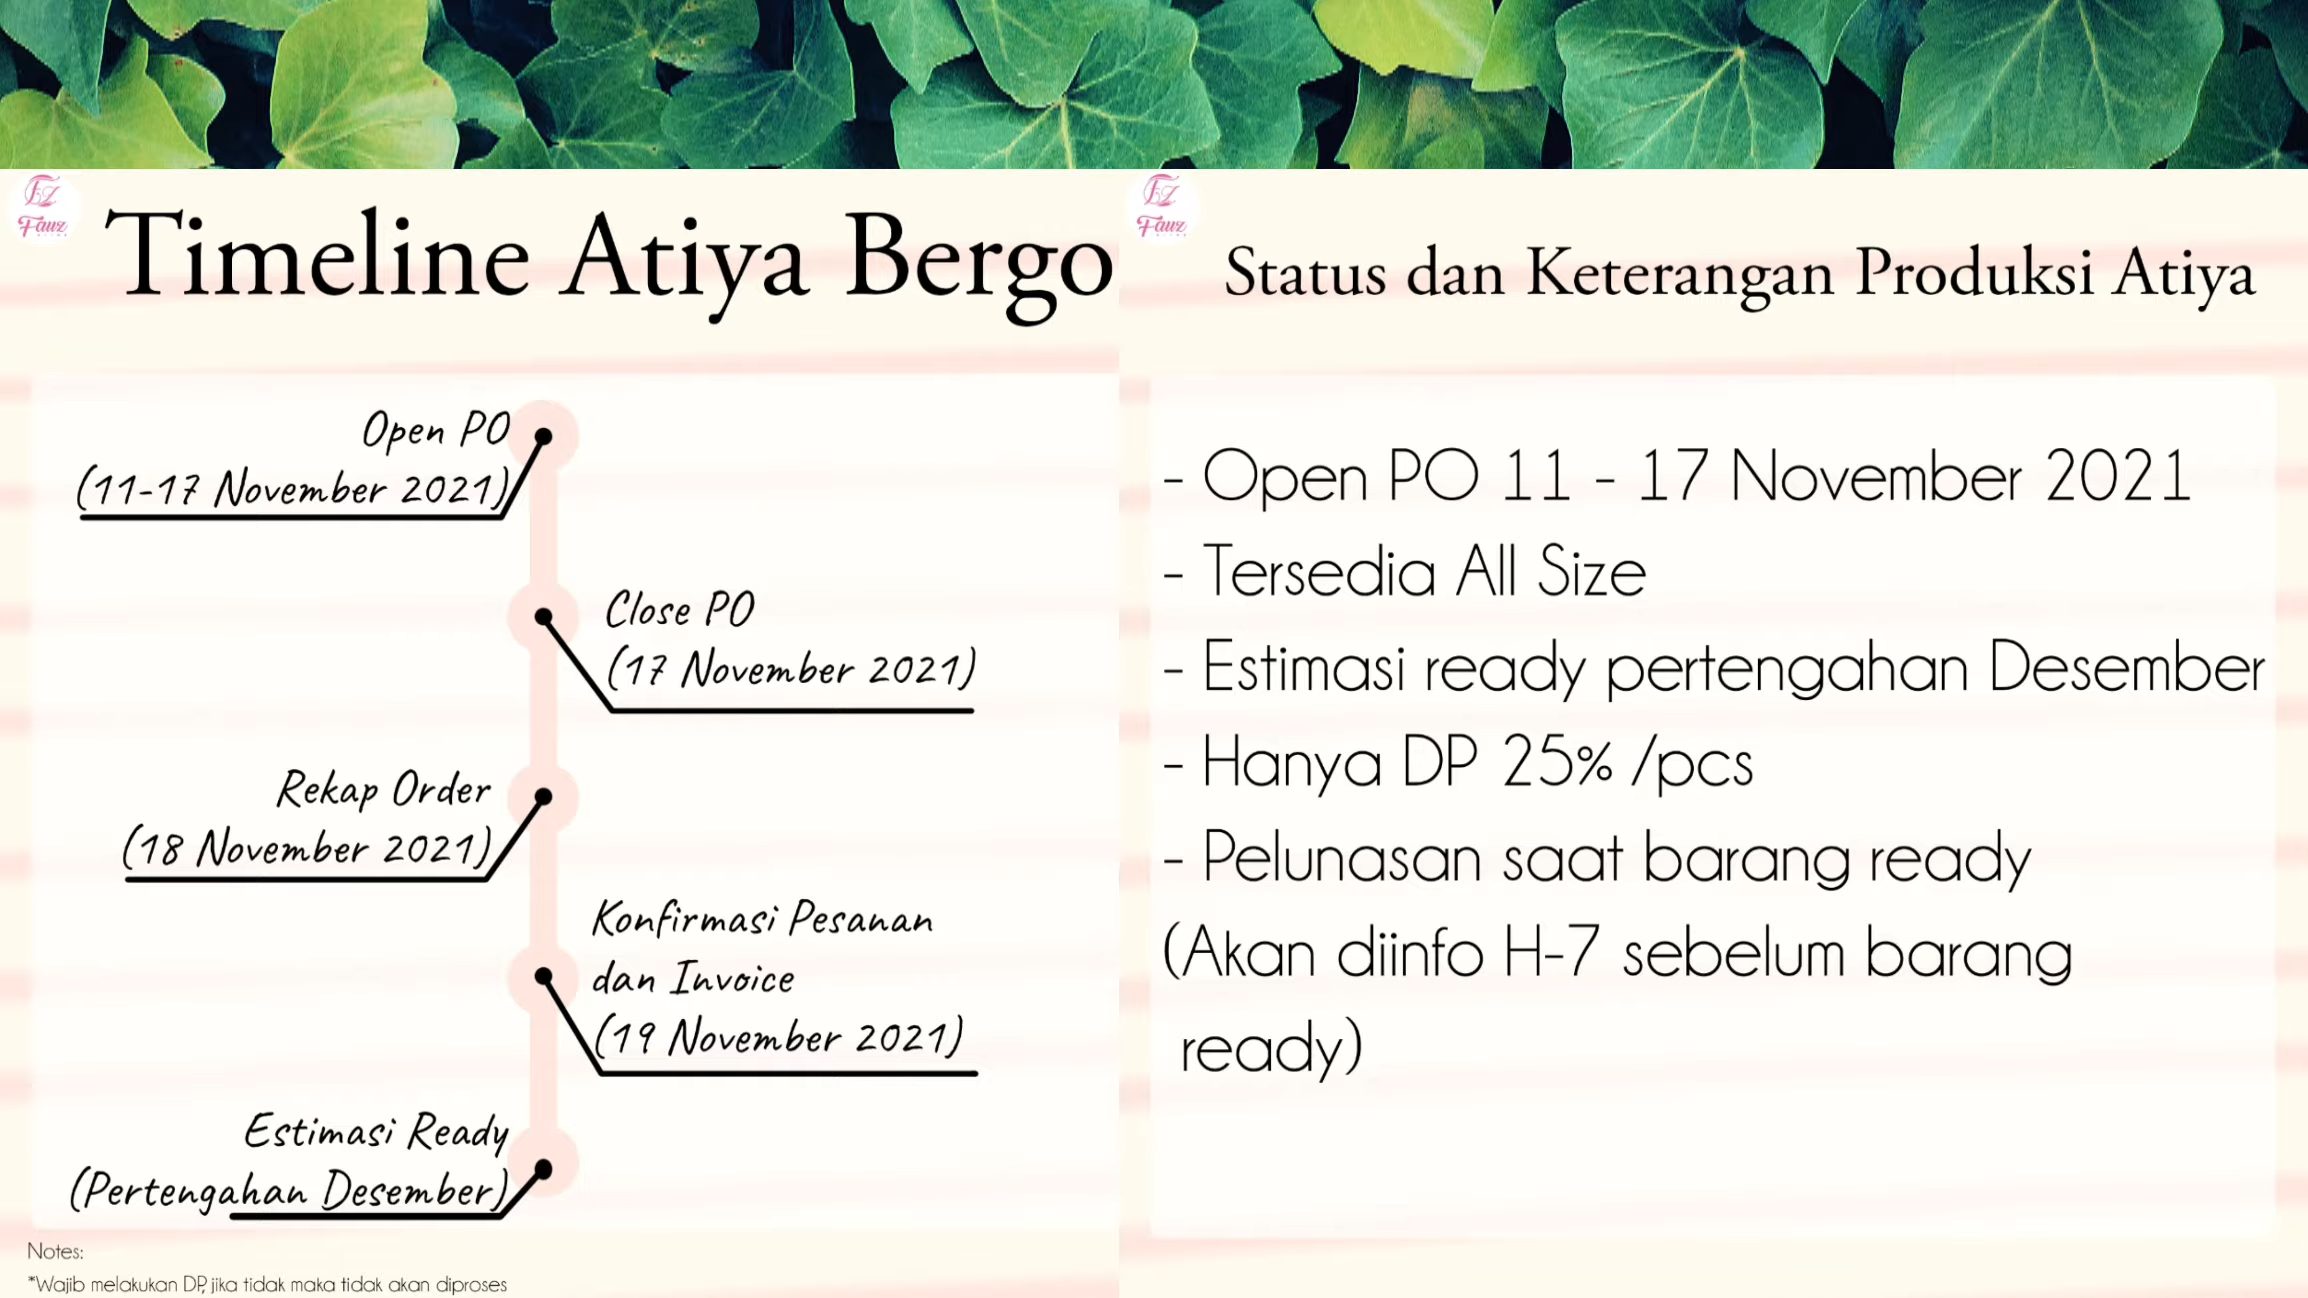 Fauz
Timeline Atiya Bergo
Open PO
(11-17 November 2021)
Close PO
(17 November 2021)
Rekap Order
(18 November 2021)
Konfirmasi Pesanan
dan Invoice
(19 November 2021)
Estimasi Ready
(Pertengahan Desember)
Notes:
*Wajib melakukan DP, jika tidak maka tidak akan diproses
Fauz
Status dan Keterangan Produksi Atiya
- Open PO 11 - 17 November 2021
- Tersedia All Size
- Estimasi ready pertengahan Desember
- Hanya DP 25% /pcs
- Pelunasan saat barang ready
(Akan diinfo H-7 sebelum barang
ready)